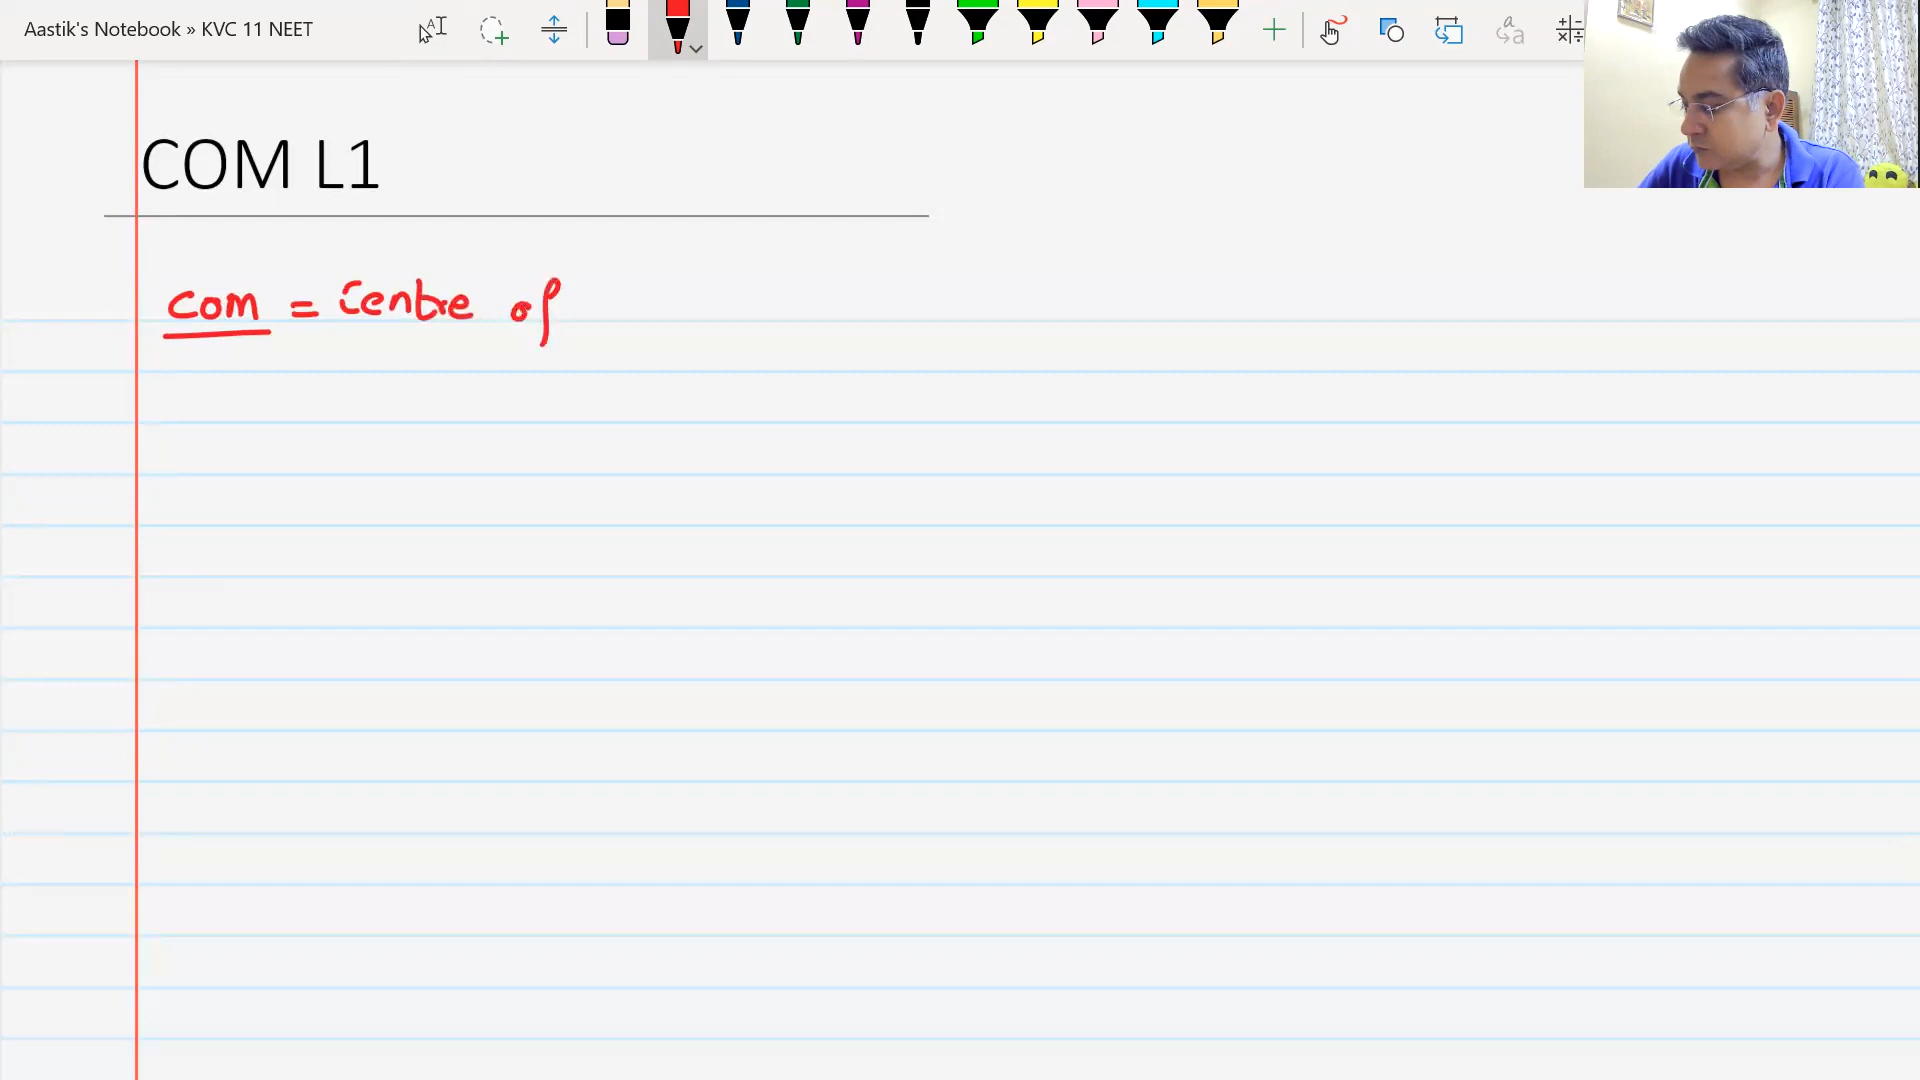 Aastik's Notebook » KVC 11 NEET
COM L1
COM = Centre of